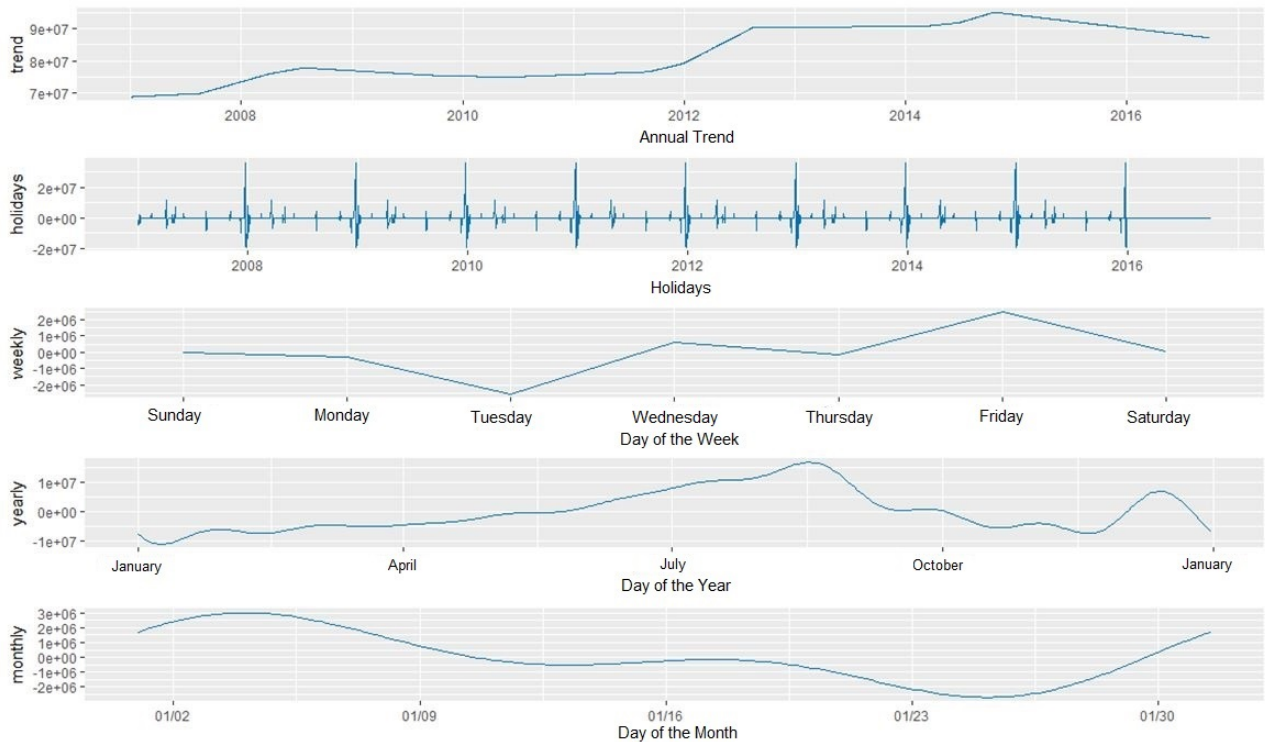 trend
9e+07
8e+07
7e+07
2008 2010 2012 2014 2016
Annual Trend
holidays
2e+07
0e+00
-2e+07
2008 2010 2012 2014 2016
Holidays
weekly
2e+06
1e+06
0e+00
-1e+06
-2e+06
Sunday Monday Tuesday Wednesday Thursday Friday Saturday
Day of the Week
yearly
1e+07
0e+00
-1e+07
January April July October January
Day of the Year
monthly
3e+06
2e+06
1e+06
0e+00
-1e+06
-2e+06
01/02 01/09 01/16 01/23 01/30
Day of the Month